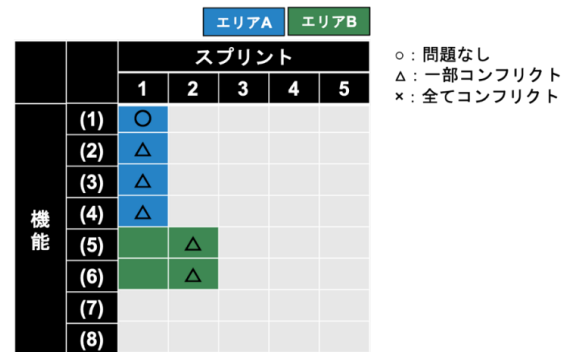 エリアA エリアB
スプリント
1 2 3 4 5
機能
(1) ○
(2) △
(3) △
(4) △
(5) △
(6) △
(7)
(8)
○：問題なし
△：一部コンフリクト
×：全てコンフリクト